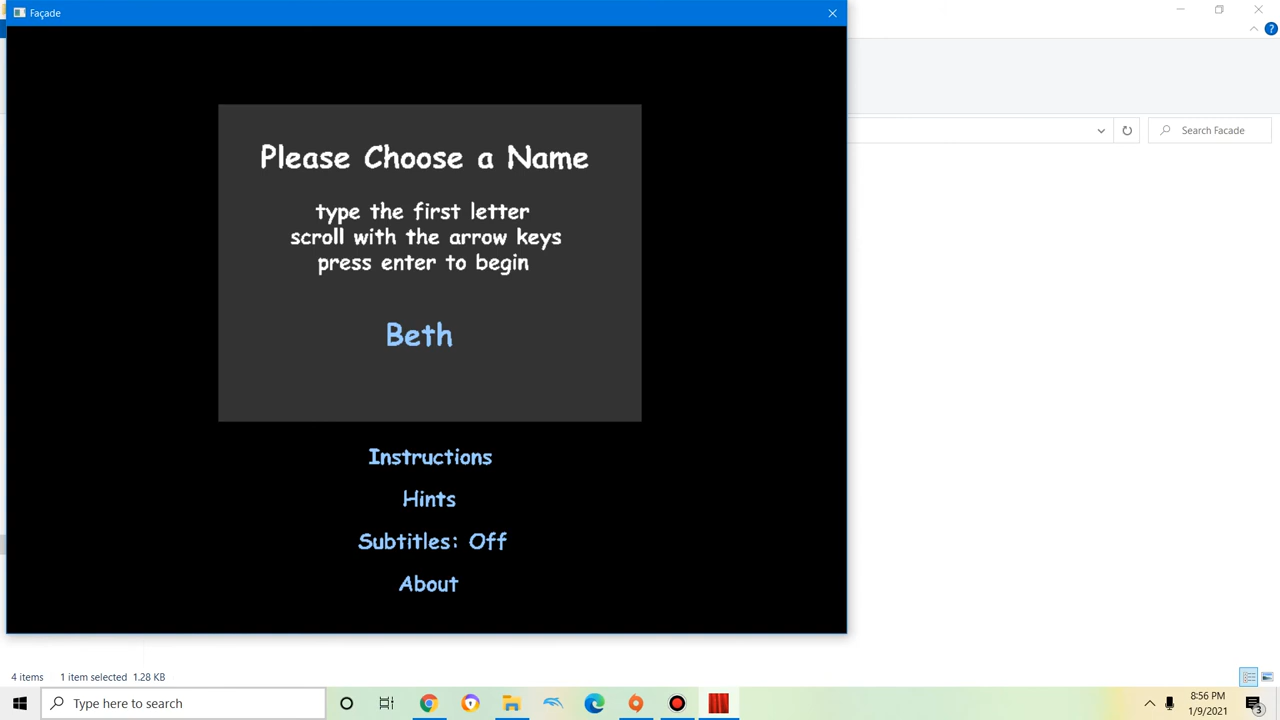 Façade
Please Choose a Name
type the first letter
scroll with the arrow keys
press enter to begin
Beth
Instructions
Hints
Subtitles: Off
About
?
Search Facade
4 items 1 item selected 1.28 KB
Type here to search
8:56 PM
1/9/2021
3